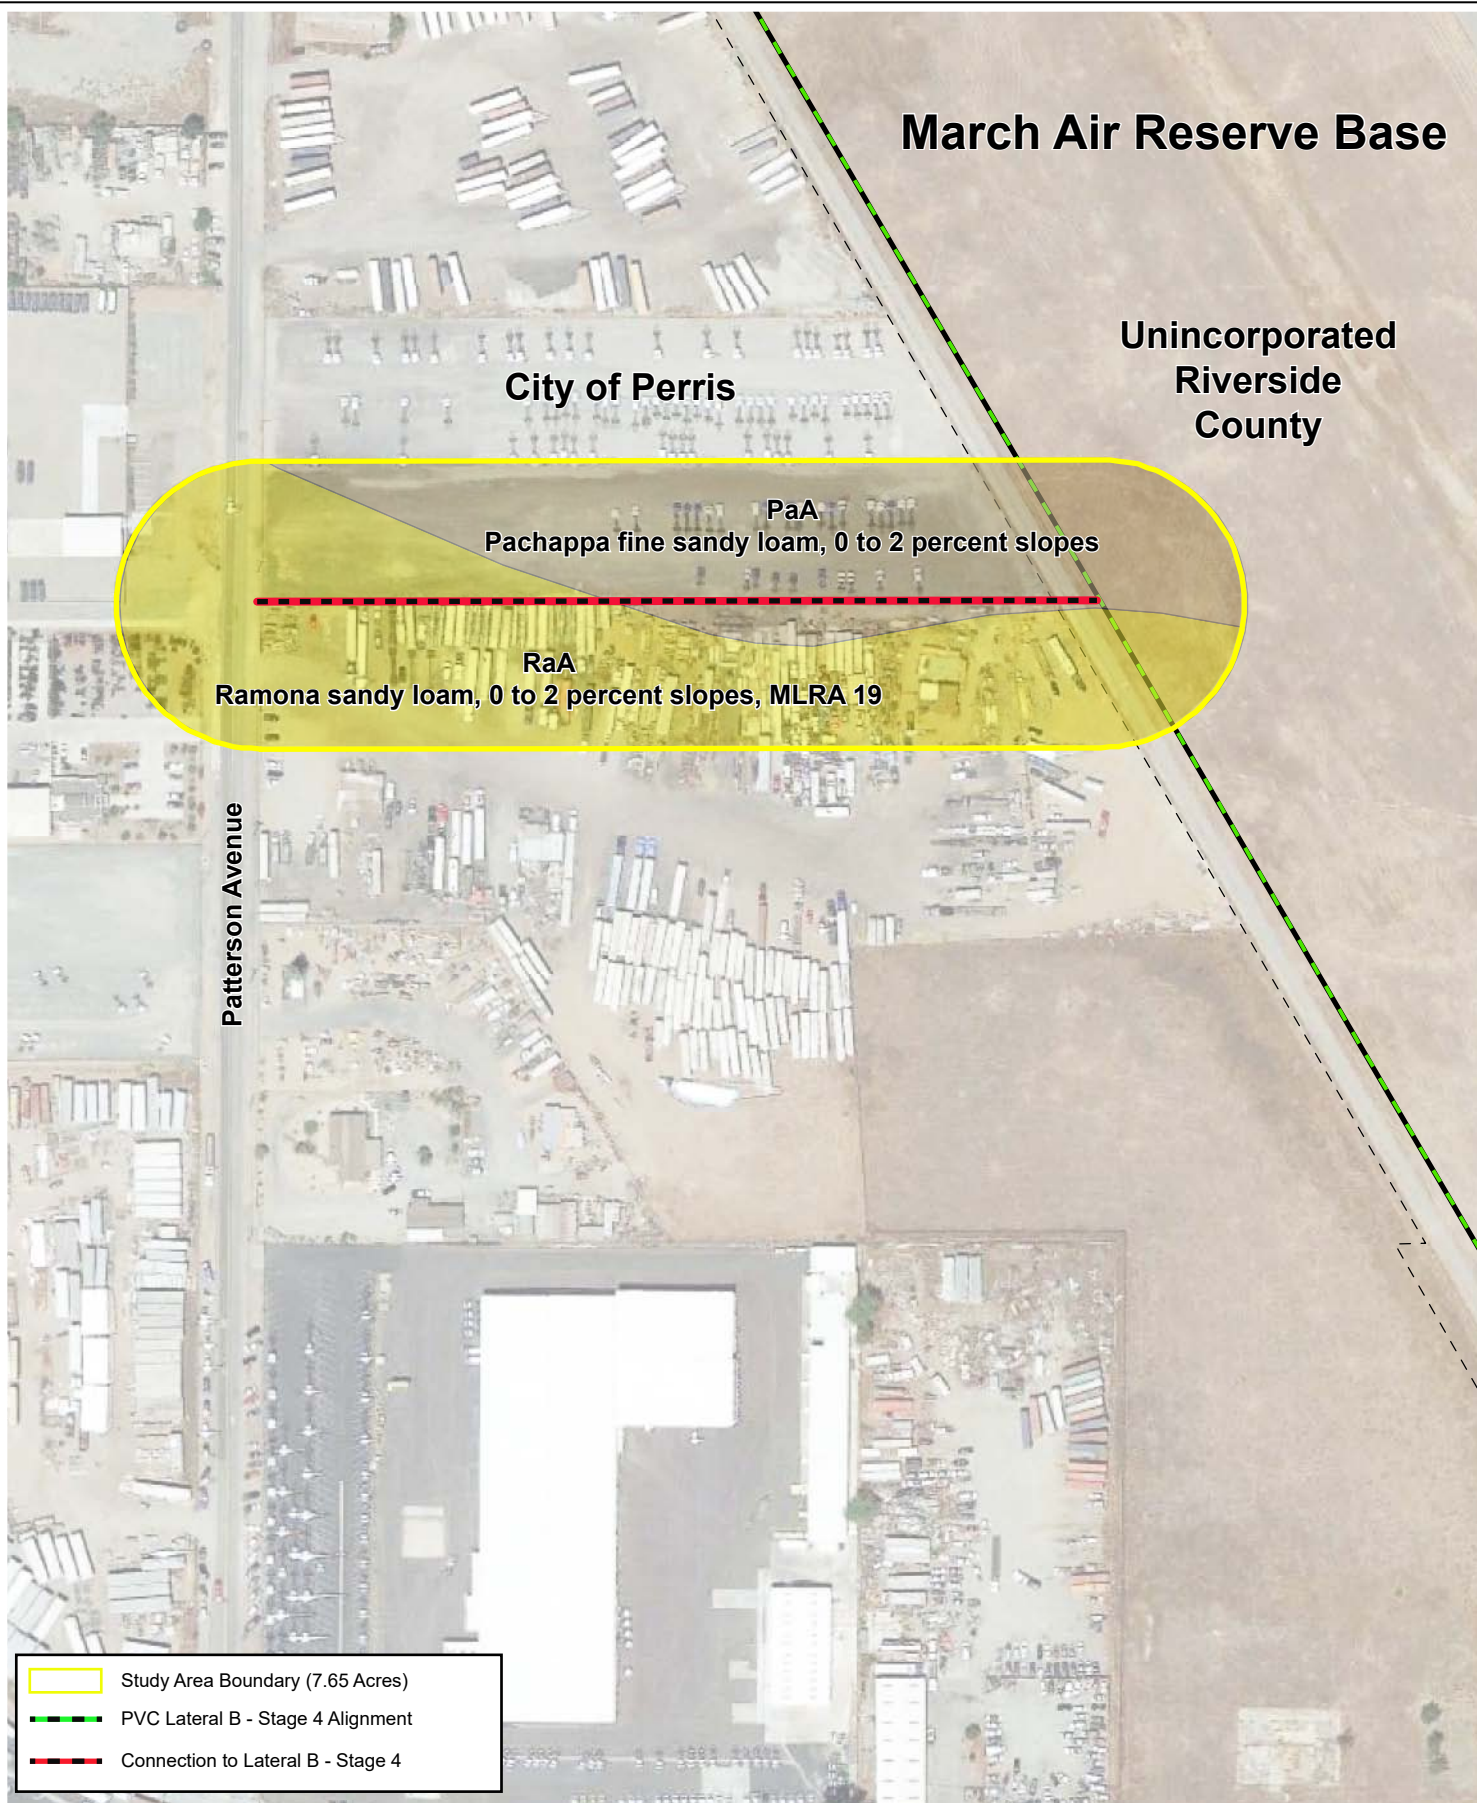 March Air Reserve Base
Unincorporated
Riverside
County
City of Perris
PaA
Pachappa fine sandy loam, 0 to 2 percent slopes
RaA
Ramona sandy loam, 0 to 2 percent slopes, MLRA 19
Patterson Avenue
Study Area Boundary (7.65 Acres)
PVC Lateral B - Stage 4 Alignment
Connection to Lateral B - Stage 4